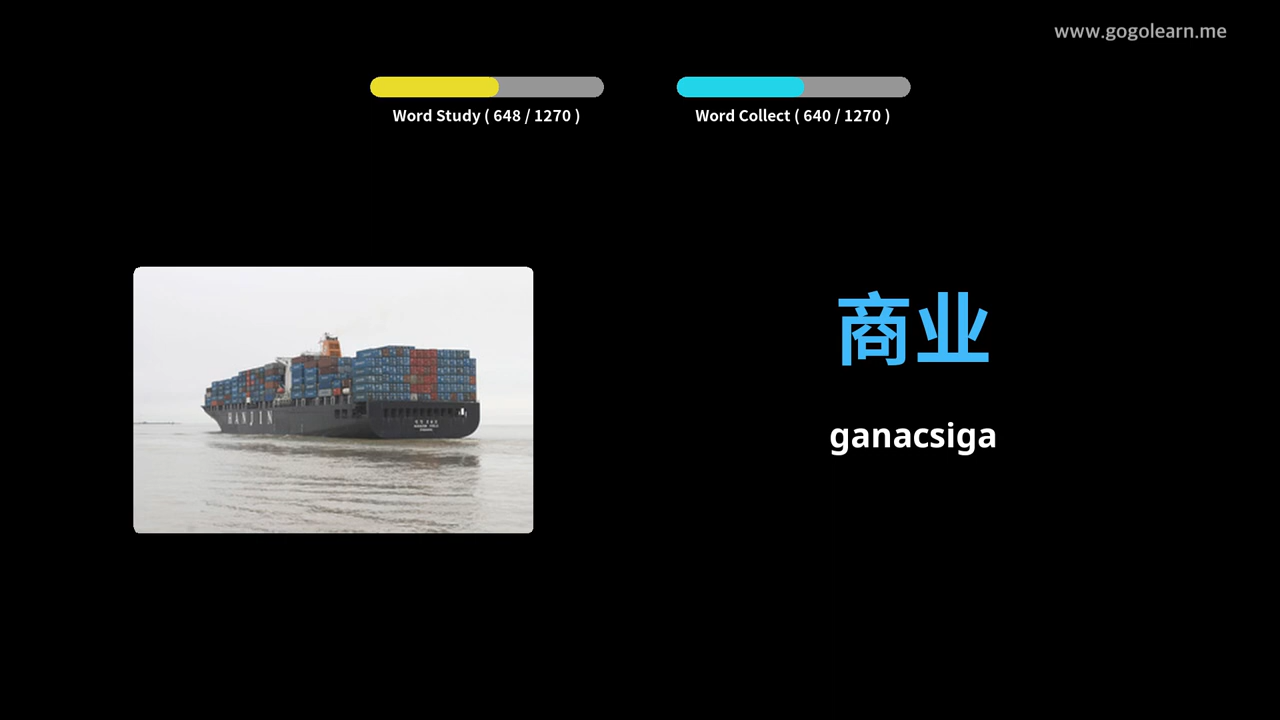 www.gogolearn.me
Word Study ( 648 / 1270 )
Word Collect ( 640 / 1270 )
商业
ganacsiga
HANJIN